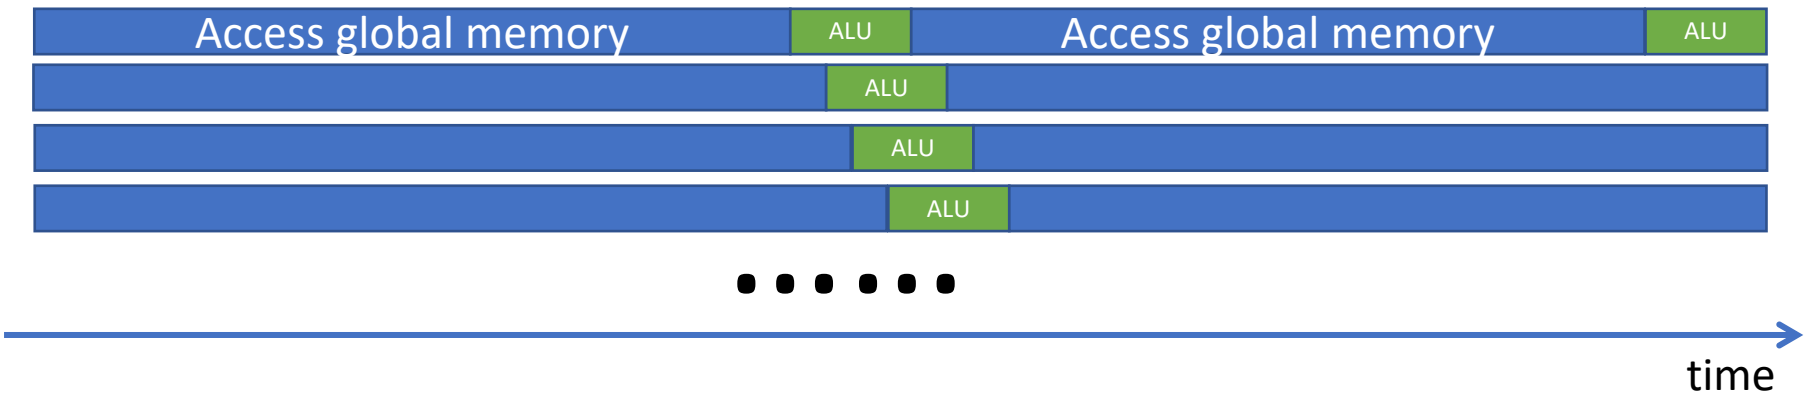 Access global memory ALU Access global memory ALU
ALU
ALU
ALU
time